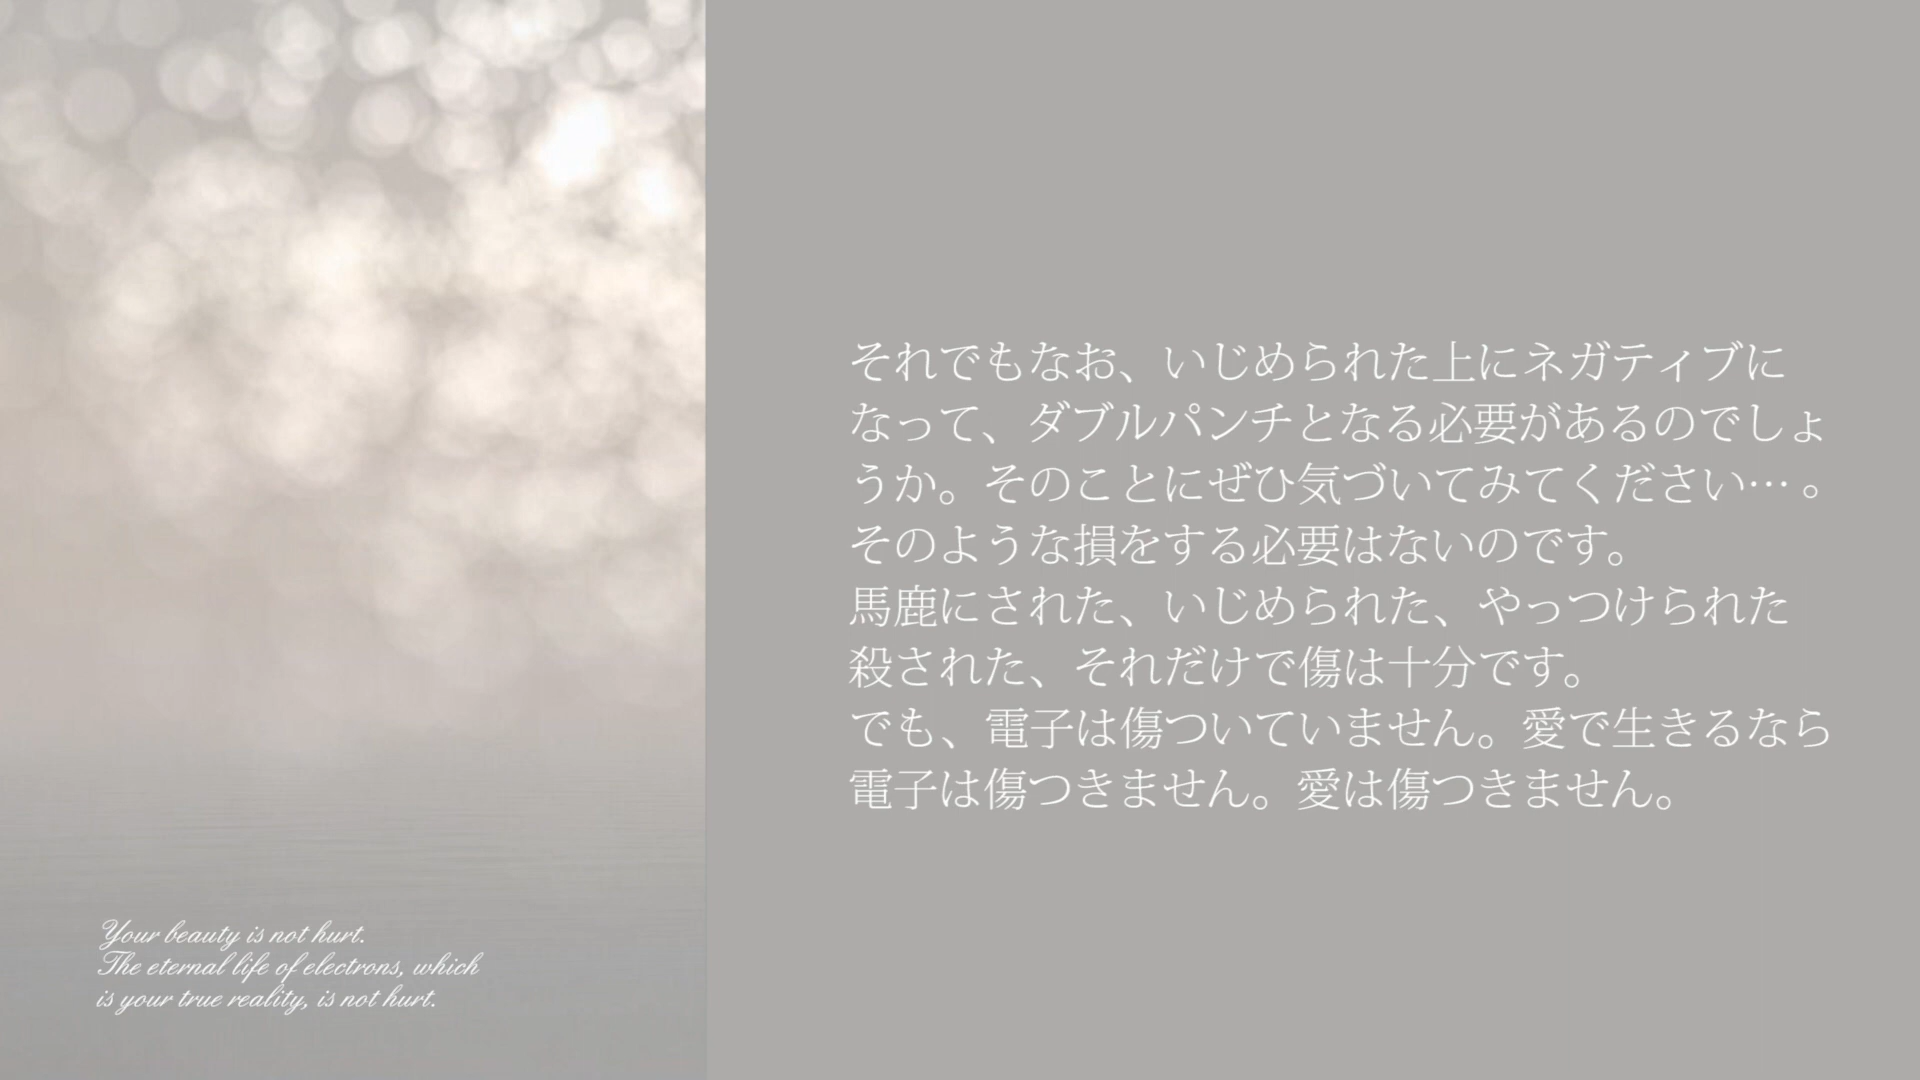 それでもなお、いじめられた上にネガティブに
なって、ダブルパンチとなる必要があるのでしょ
うか。そのことにぜひ気づいてみてください…。
そのような損をする必要はないのです。
馬鹿にされた、いじめられた、やっつけられた
殺された、それだけで傷は十分です。
でも、電子は傷ついていません。愛で生きるなら
電子は傷つきません。愛は傷つきません。
Your beauty is not hurt.
The eternal life of electrons, which
is your true reality, is not hurt.